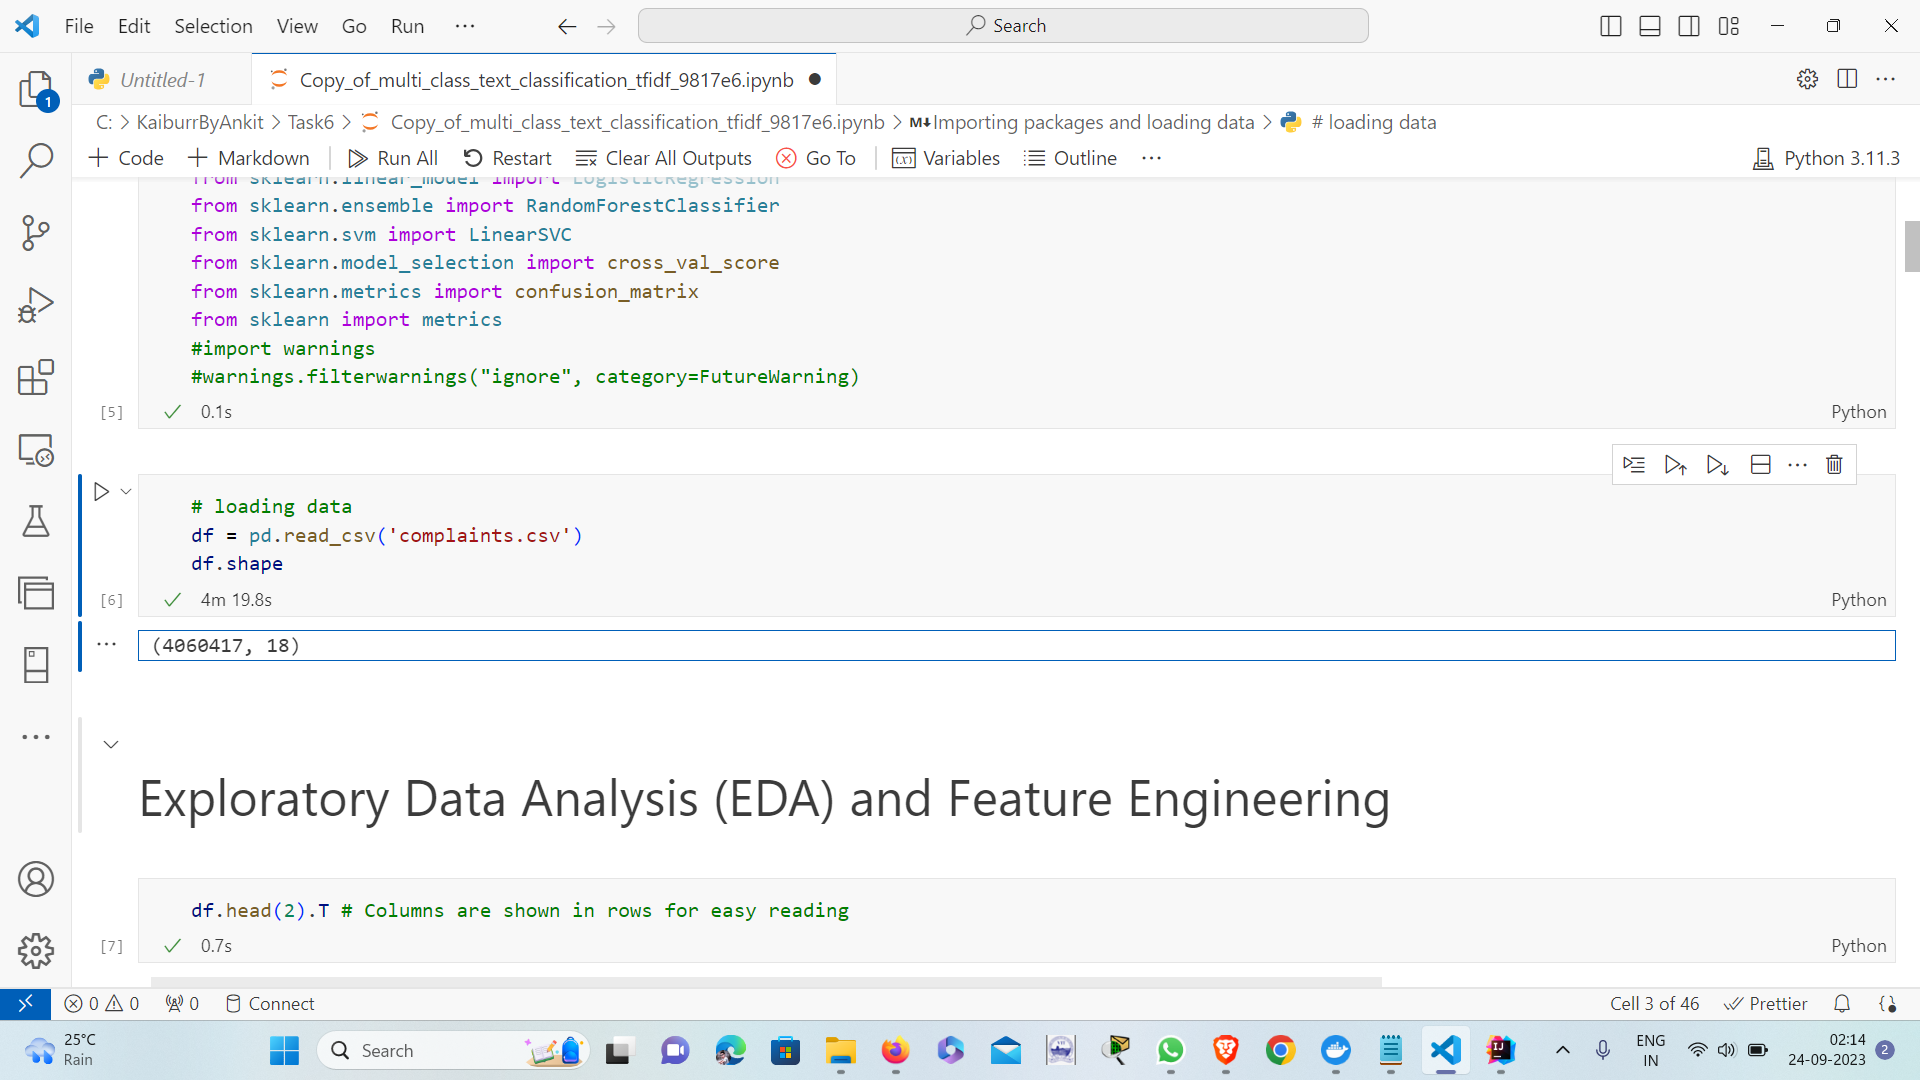 File Edit Selection View Go Run ··· Search
Untitled-1 Copy_of_multi_class_text_classification_tfidf_9817e6.ipynb
1
C: > KaiburrByAnkit > Task6 > Copy_of_multi_class_text_classification_tfidf_9817e6.ipynb > M↓Importing packages and loading data > # loading data
+ Code + Markdown Run All Restart Clear All Outputs Go To Variables Outline ··· Python 3.11.3
from sklearn.linear_model import LogisticRegression
from sklearn.ensemble import RandomForestClassifier
from sklearn.svm import LinearSVC
from sklearn.model_selection import cross_val_score
from sklearn.metrics import confusion_matrix
from sklearn import metrics
#import warnings
#warnings.filterwarnings("ignore", category=FutureWarning)
[5] 0.1s Python
# loading data
df = pd.read_csv('complaints.csv')
df.shape
[6] 4m 19.8s Python
(4060417, 18)
Exploratory Data Analysis (EDA) and Feature Engineering
df.head(2).T # Columns are shown in rows for easy reading
[7] 0.7s Python
0 0 0 Connect Cell 3 of 46 Prettier
25°C
Rain
Search
ENG
IN
02:14
24-09-2023
2